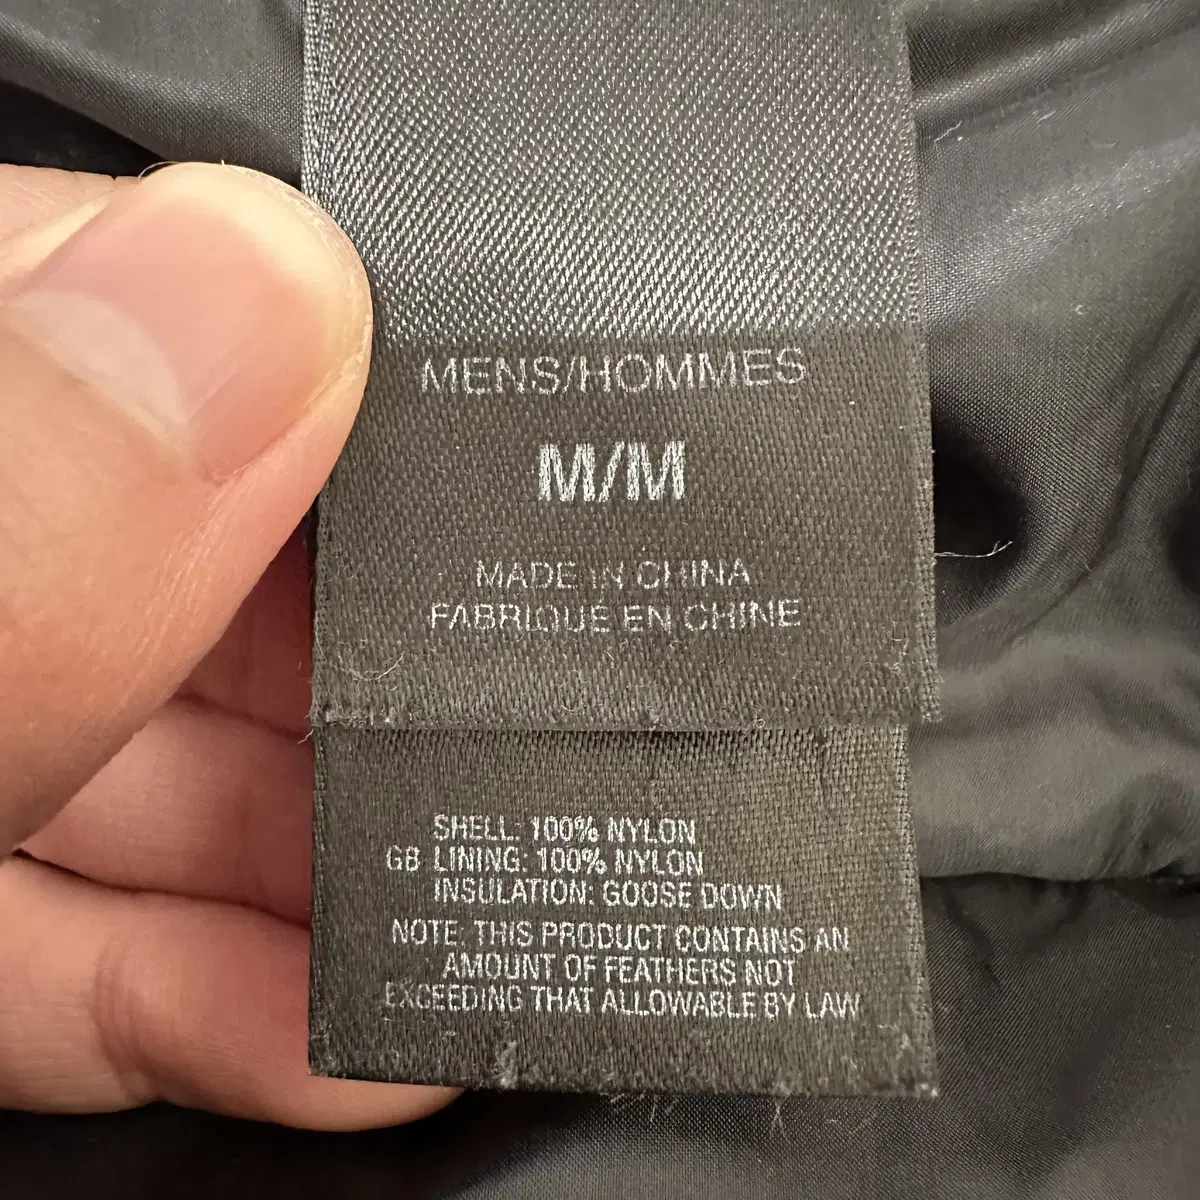 MENS/HOMMES
M/M
MADE IN CHINA
FABRIQUÉ EN CHINE
SHELL: 100% NYLON
GB LINING: 100% NYLON
INSULATION: GOOSE DOWN
NOTE: THIS PRODUCT CONTAINS AN
AMOUNT OF FEATHERS NOT
EXCEEDING THAT ALLOWABLE BY LAW